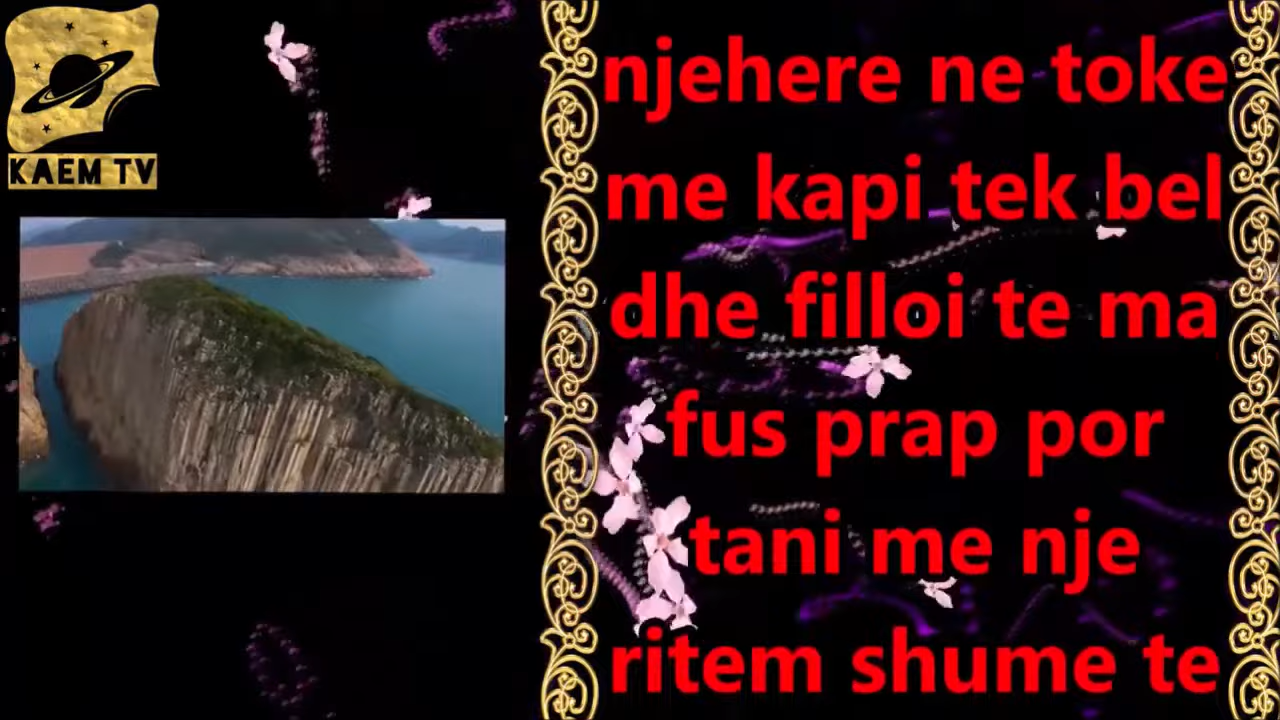 KAEM TV
njehere ne toke
me kapi tek bel
dhe filloi te ma
fus prap por
tani me nje
ritem shume te